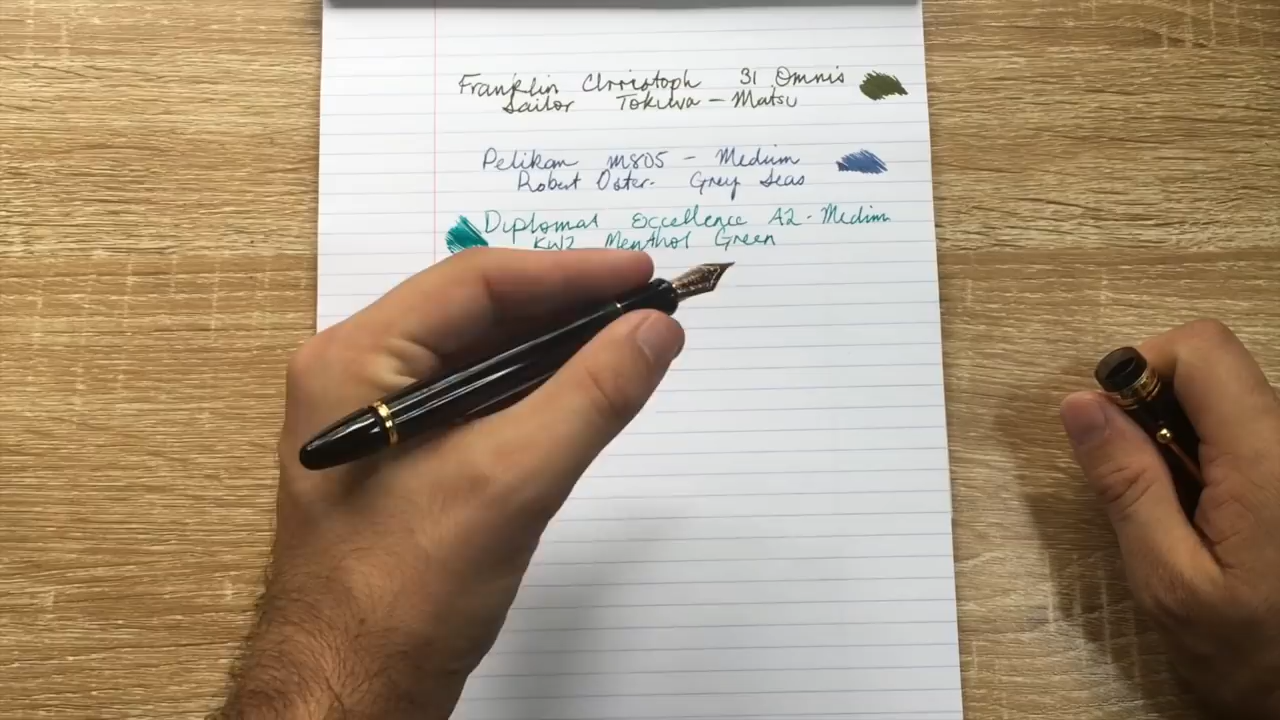 Franklin Christoph 31 Omnis
Sailor Tokiwa - Matsu
Pelikan M805 - Medium
Robert Oster - Grey Seas
Diplomat Excellence A2 - Medium
KWZ Menthol Green